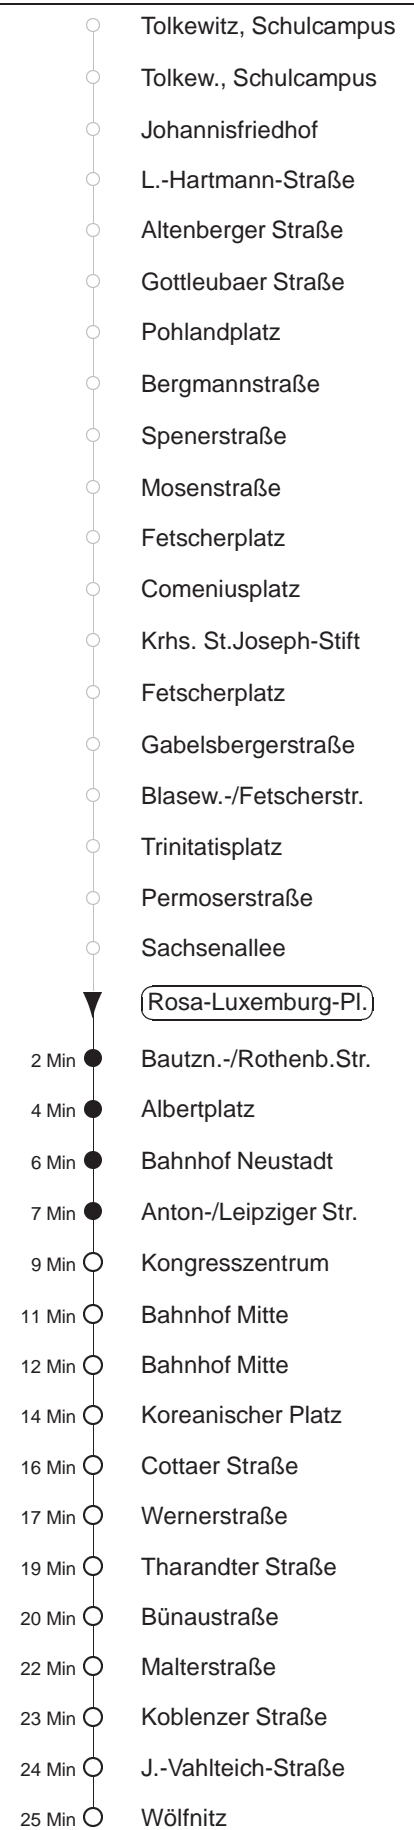 Tolkewitz, Schulcampus
Tolkew., Schulcampus
Johannisfriedhof
L.-Hartmann-Straße
Altenberger Straße
Gottleubaer Straße
Pohlandplatz
Bergmannstraße
Spenerstraße
Mosenstraße
Fetscherplatz
Comeniusplatz
Krhs. St.Joseph-Stift
Fetscherplatz
Gabelsbergerstraße
Blasew.-/Fetscherstr.
Trinitatisplatz
Permoserstraße
Sachsenallee
Rosa-Luxemburg-Pl.
2 Min Bautzn.-/Rothenb.Str.
4 Min Albertplatz
6 Min Bahnhof Neustadt
7 Min Anton-/Leipziger Str.
9 Min Kongresszentrum
11 Min Bahnhof Mitte
12 Min Bahnhof Mitte
14 Min Koreanischer Platz
16 Min Cottaer Straße
17 Min Wernerstraße
19 Min Tharandter Straße
20 Min Bünaustraße
22 Min Malterstraße
23 Min Koblenzer Straße
24 Min J.-Vahlteich-Straße
25 Min Wölfnitz